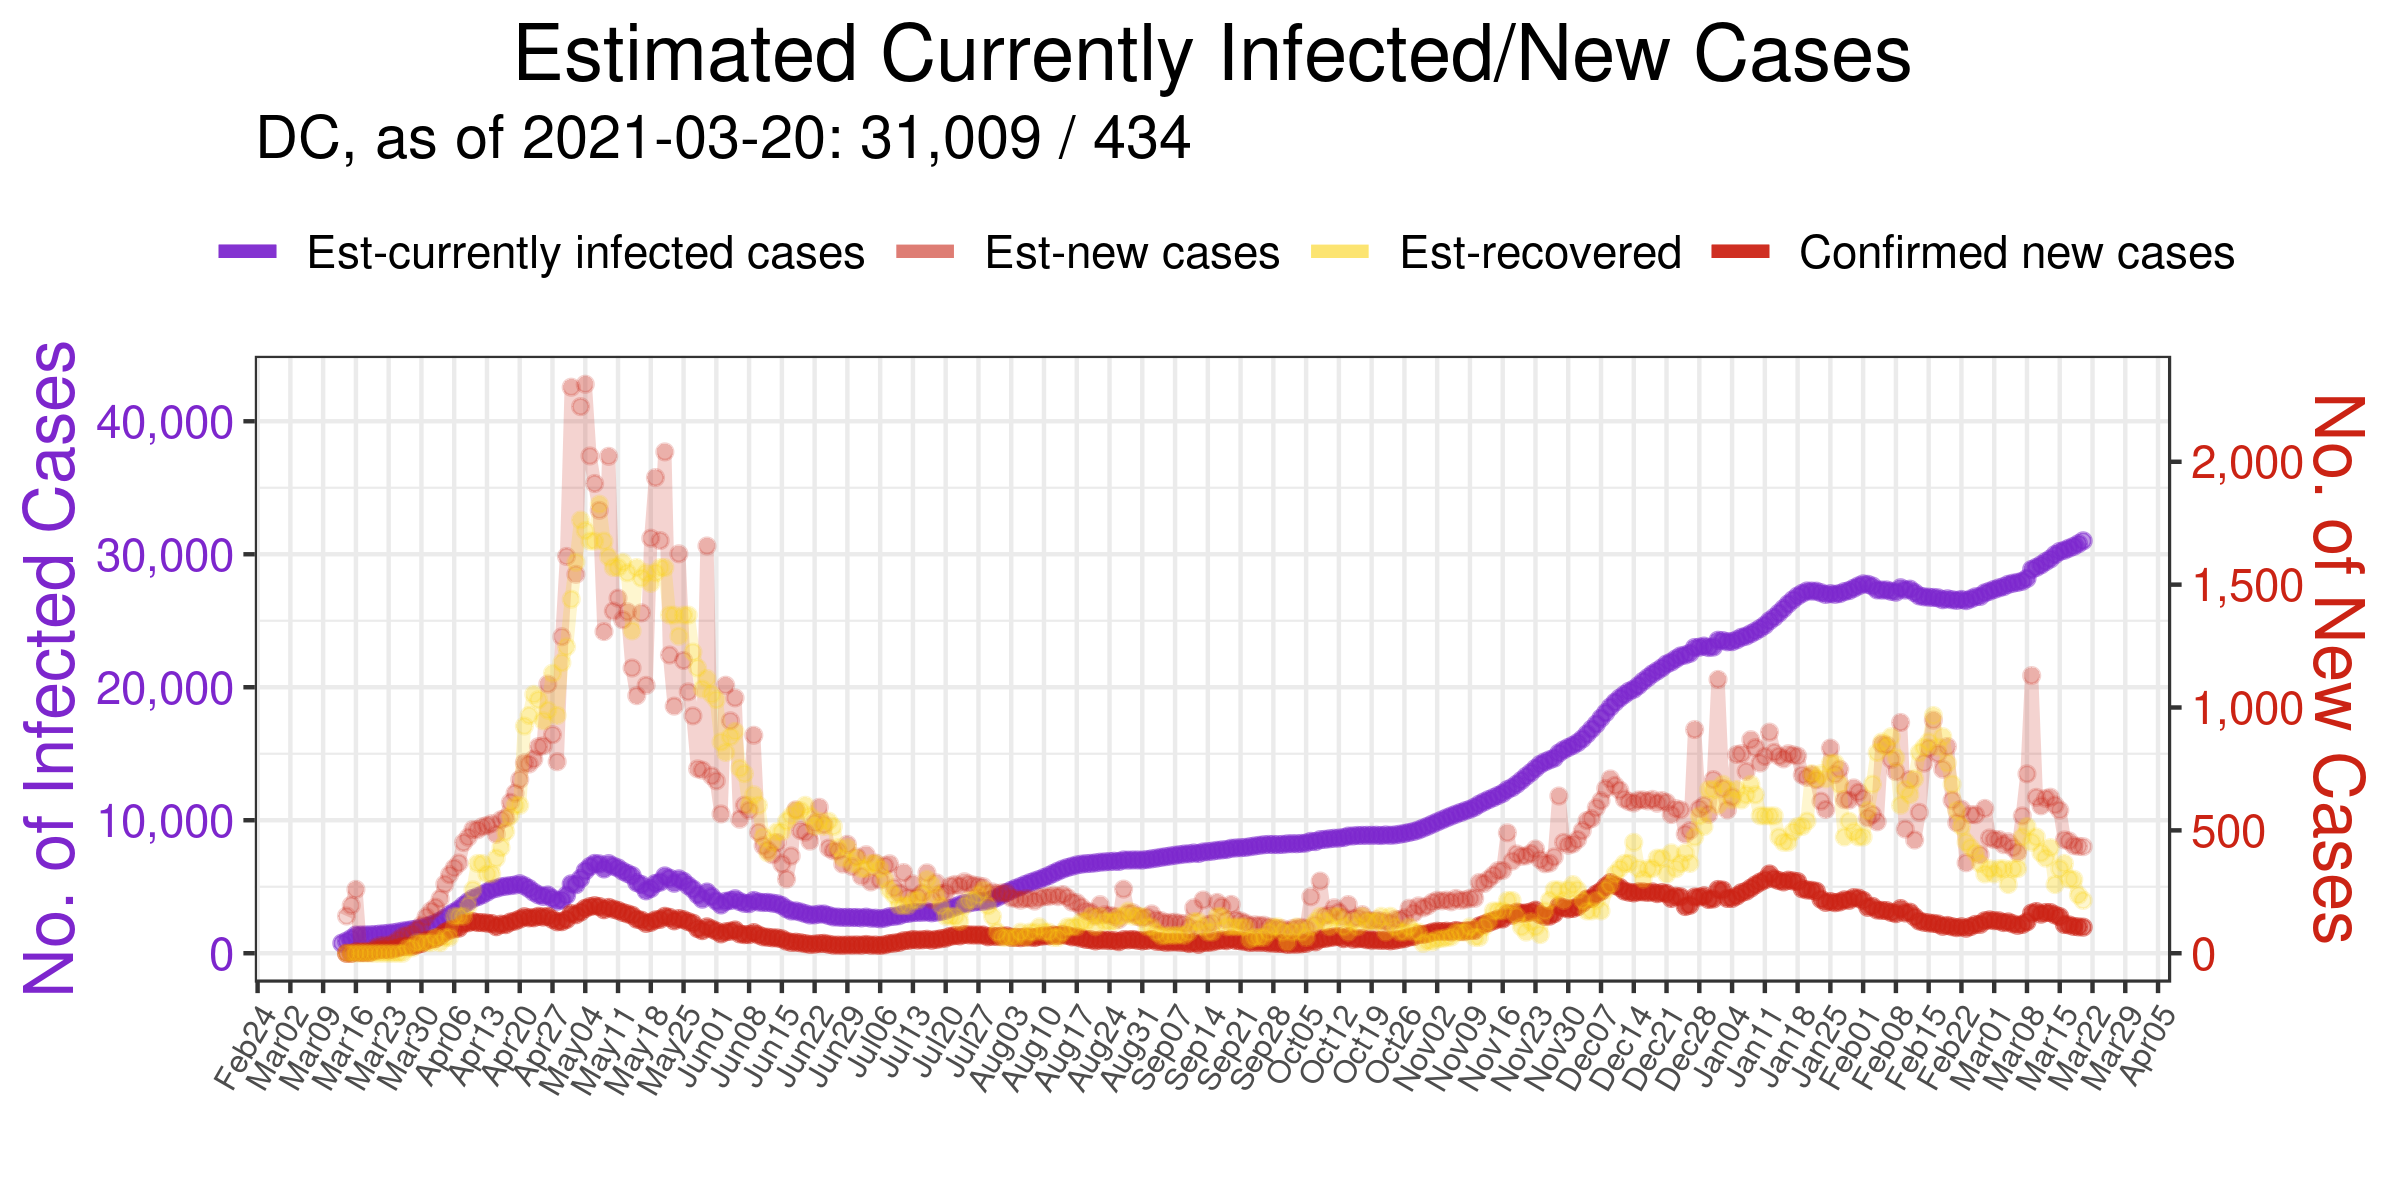 Estimated Currently Infected/New Cases
DC, as of 2021-03-20: 31,009 / 434
Est-currently infected cases Est-new cases Est-recovered Confirmed new cases
No. of Infected Cases
40,000
30,000
20,000
10,000
0
No. of New Cases
2,000
1,500
1,000
500
0
Feb24 Mar02 Mar09 Mar16 Mar23 Mar30 Apr06 Apr13 Apr20 Apr27 May04 May11 May18 May25 Jun01 Jun08 Jun15 Jun22 Jun29 Jul06 Jul13 Jul20 Jul27 Aug03 Aug10 Aug17 Aug24 Aug31 Sep07 Sep14 Sep21 Sep28 Oct05 Oct12 Oct19 Oct26 Nov02 Nov09 Nov16 Nov23 Nov30 Dec07 Dec14 Dec21 Dec28 Jan04 Jan11 Jan18 Jan25 Feb01 Feb08 Feb15 Feb22 Mar01 Mar08 Mar15 Mar22 Mar29 Apr05